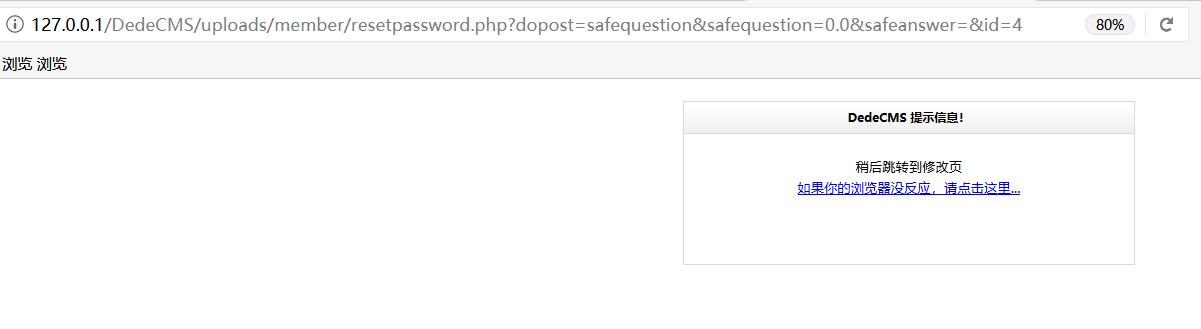 127.0.0.1/DedeCMS/uploads/member/resetpassword.php?dopost=safequestion&safequestion=0.0&safeanswer=&id=4 80%
浏览 浏览
DedeCMS 提示信息！
稍后跳转到修改页
如果你的浏览器没反应，请点击这里...